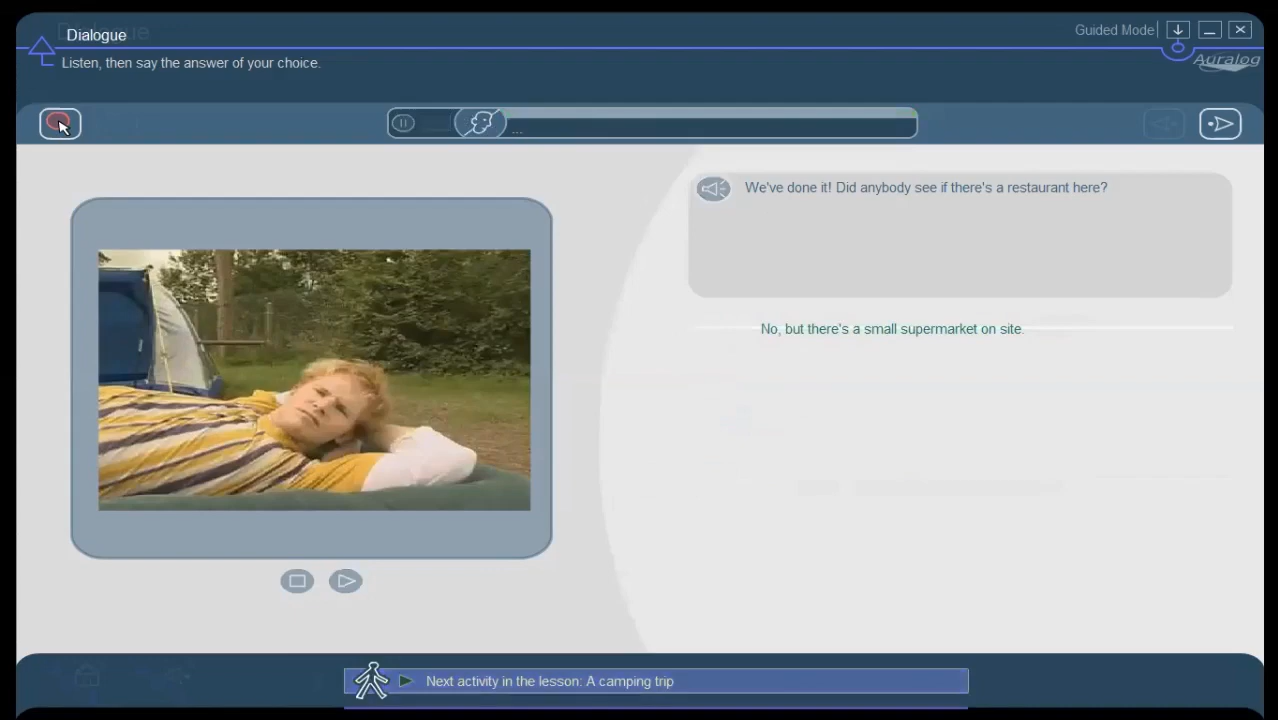 Dialogue
Guided Mode
Listen, then say the answer of your choice.
Auralog
...
We've done it! Did anybody see if there's a restaurant here?
No, but there's a small supermarket on site.
Next activity in the lesson: A camping trip